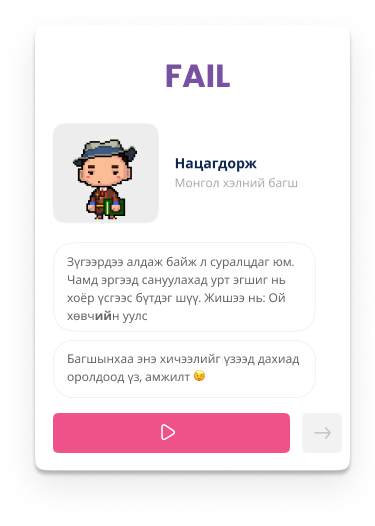 FAIL
Нацагдорж
Монгол хэлний багш
Зүгээрдээ алдаж байж л суралцдаг юм.
Чамд эргээд сануулахад урт эгшиг нь
хоёр үсгээс бүтдэг шүү. Жишээ нь: Ой
хөвчийн уулс
Багшынхаа энэ хичээлийг үзээд дахиад
оролдоод үз, амжилт 😉